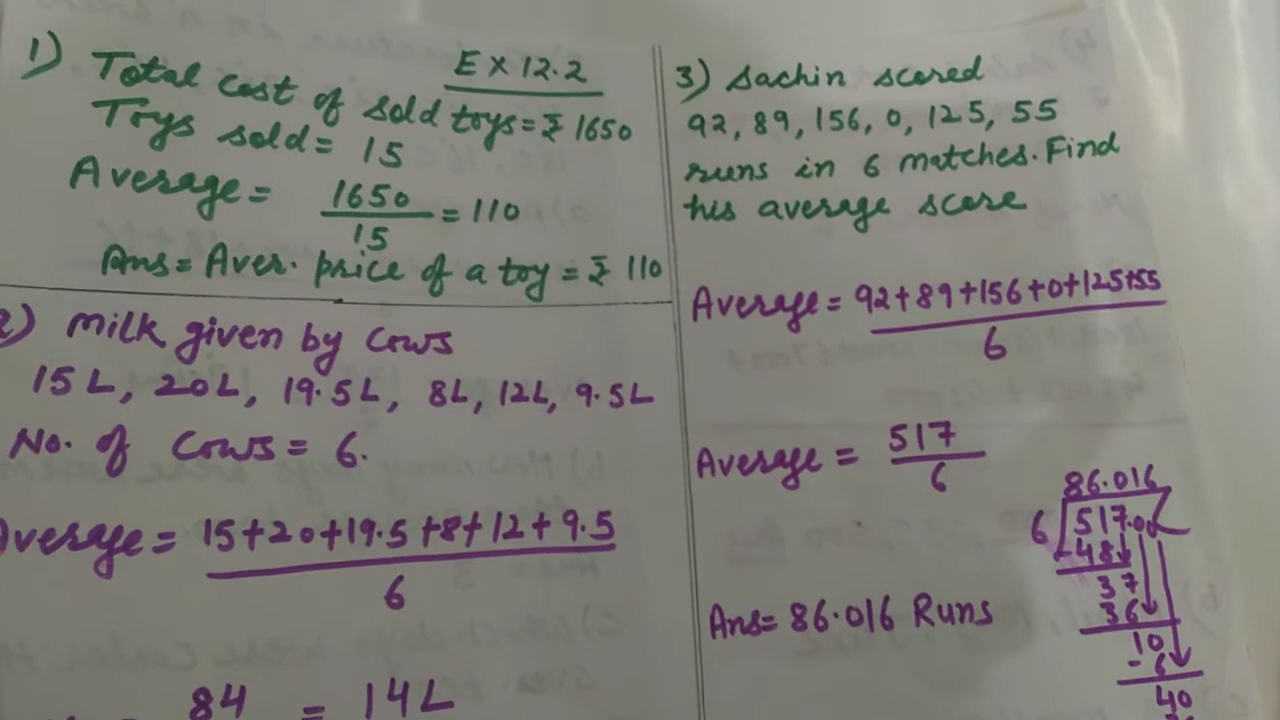 E X 12.2
1) Total cost of sold toys = ₹ 1650
Toys sold = 15
Average = 1650 / 15 = 110
Ans = Aver. price of a toy = ₹ 110
2) Milk given by Cows
15 L, 20L, 19.5L, 8L, 12L, 9.5L
No. of Cows = 6.
Average = 15+20+19.5+8+12+9.5
6
84 = 14L
3) Sachin scored
92, 89, 156, 0, 125, 55
runs in 6 matches. Find
his average score
Average = 92+89+156+0+125+55
6
Average = 517
6
86.016
6 517.00
-48
37
36
10
-6
40
Ans = 86.016 Runs